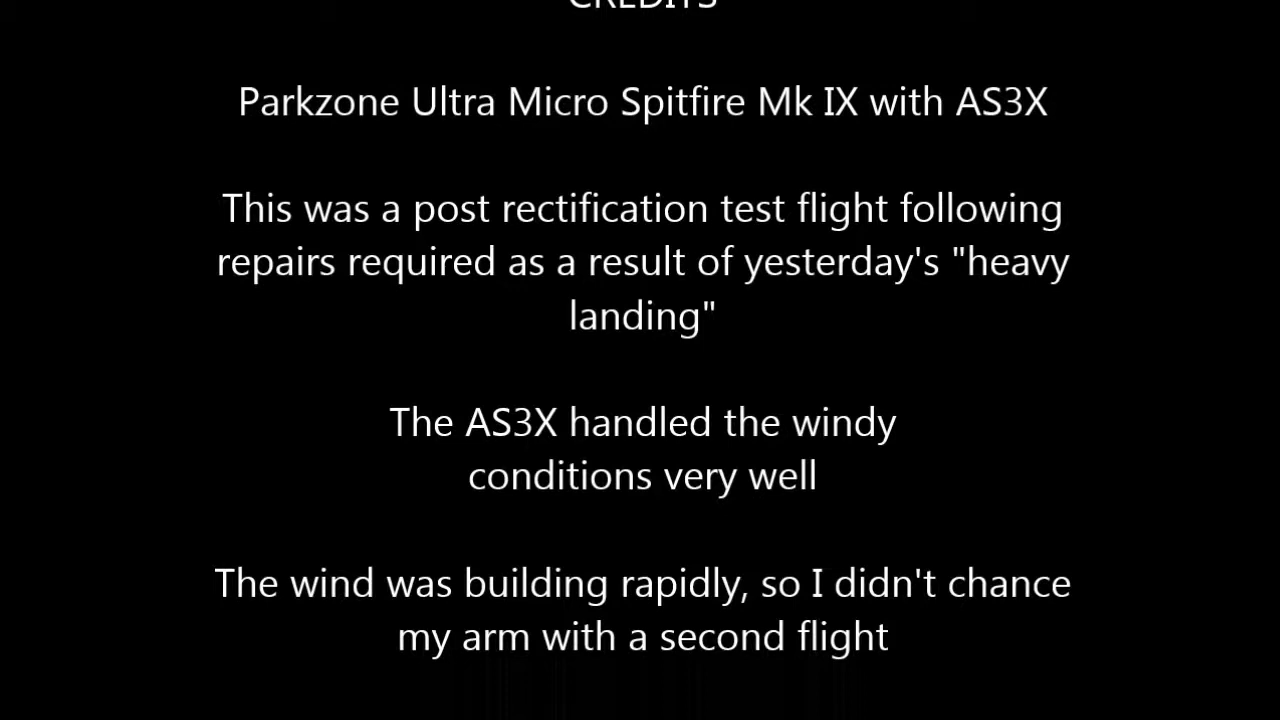 CREDITS
Parkzone Ultra Micro Spitfire Mk IX with AS3X
This was a post rectification test flight following
repairs required as a result of yesterday's "heavy
landing"
The AS3X handled the windy
conditions very well
The wind was building rapidly, so I didn't chance
my arm with a second flight